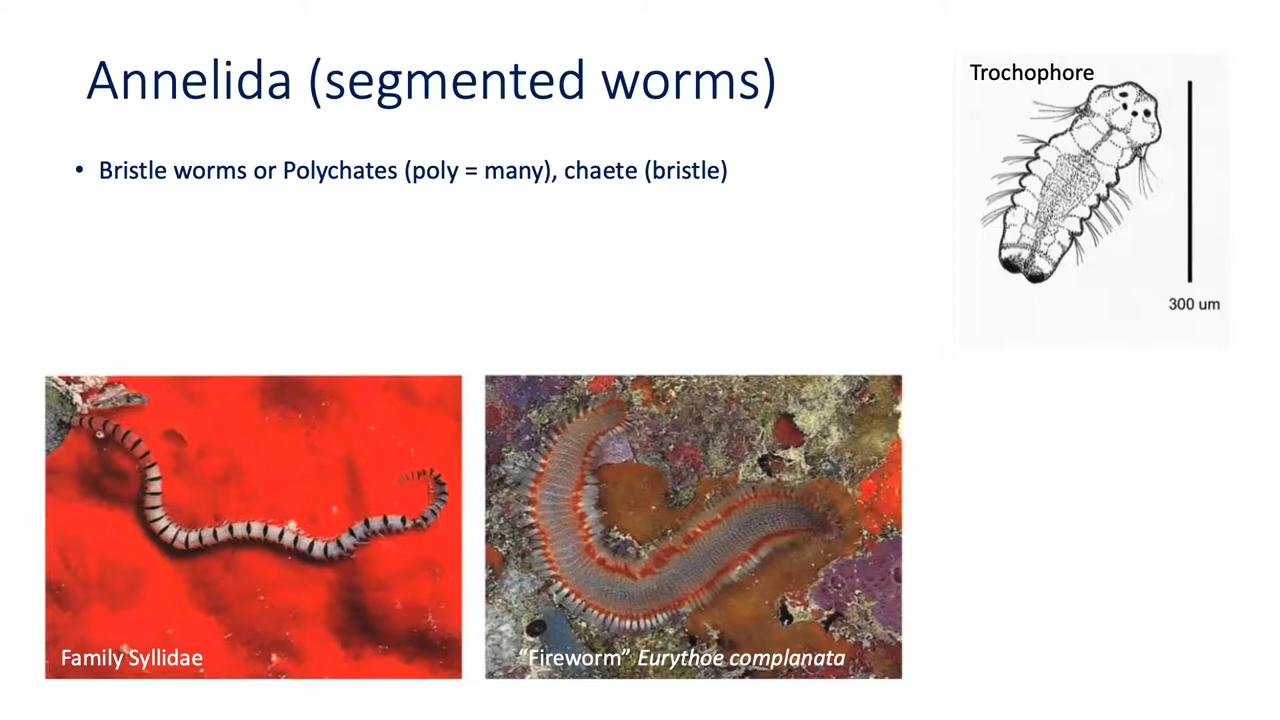 Annelida (segmented worms)
Trochophore
• Bristle worms or Polychates (poly = many), chaete (bristle)
300 um
Family Syllidae
“Fireworm” Eurythoe complanata